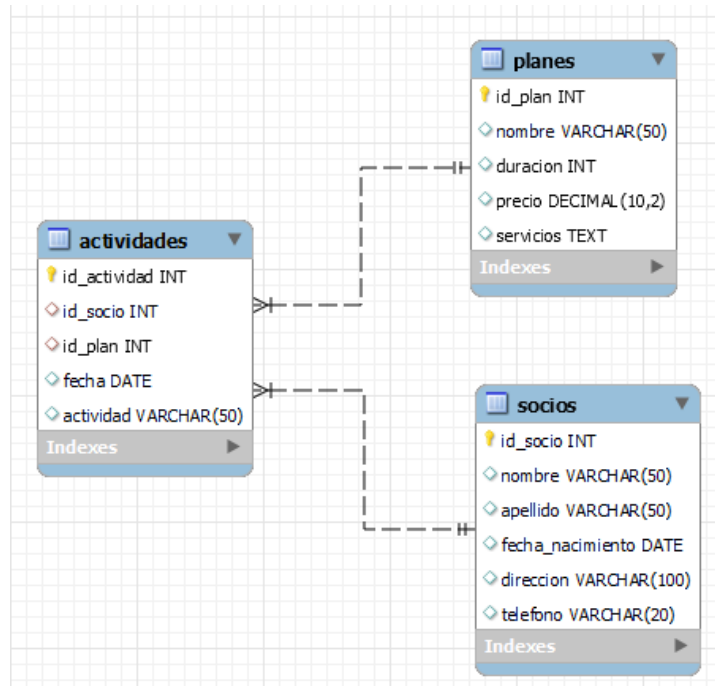 planes
id_plan INT
nombre VARCHAR(50)
duracion INT
precio DECIMAL(10,2)
servicios TEXT
Indexes
actividades
id_actividad INT
id_socio INT
id_plan INT
fecha DATE
actividad VARCHAR(50)
Indexes
socios
id_socio INT
nombre VARCHAR(50)
apellido VARCHAR(50)
fecha_nacimiento DATE
direccion VARCHAR(100)
telefono VARCHAR(20)
Indexes